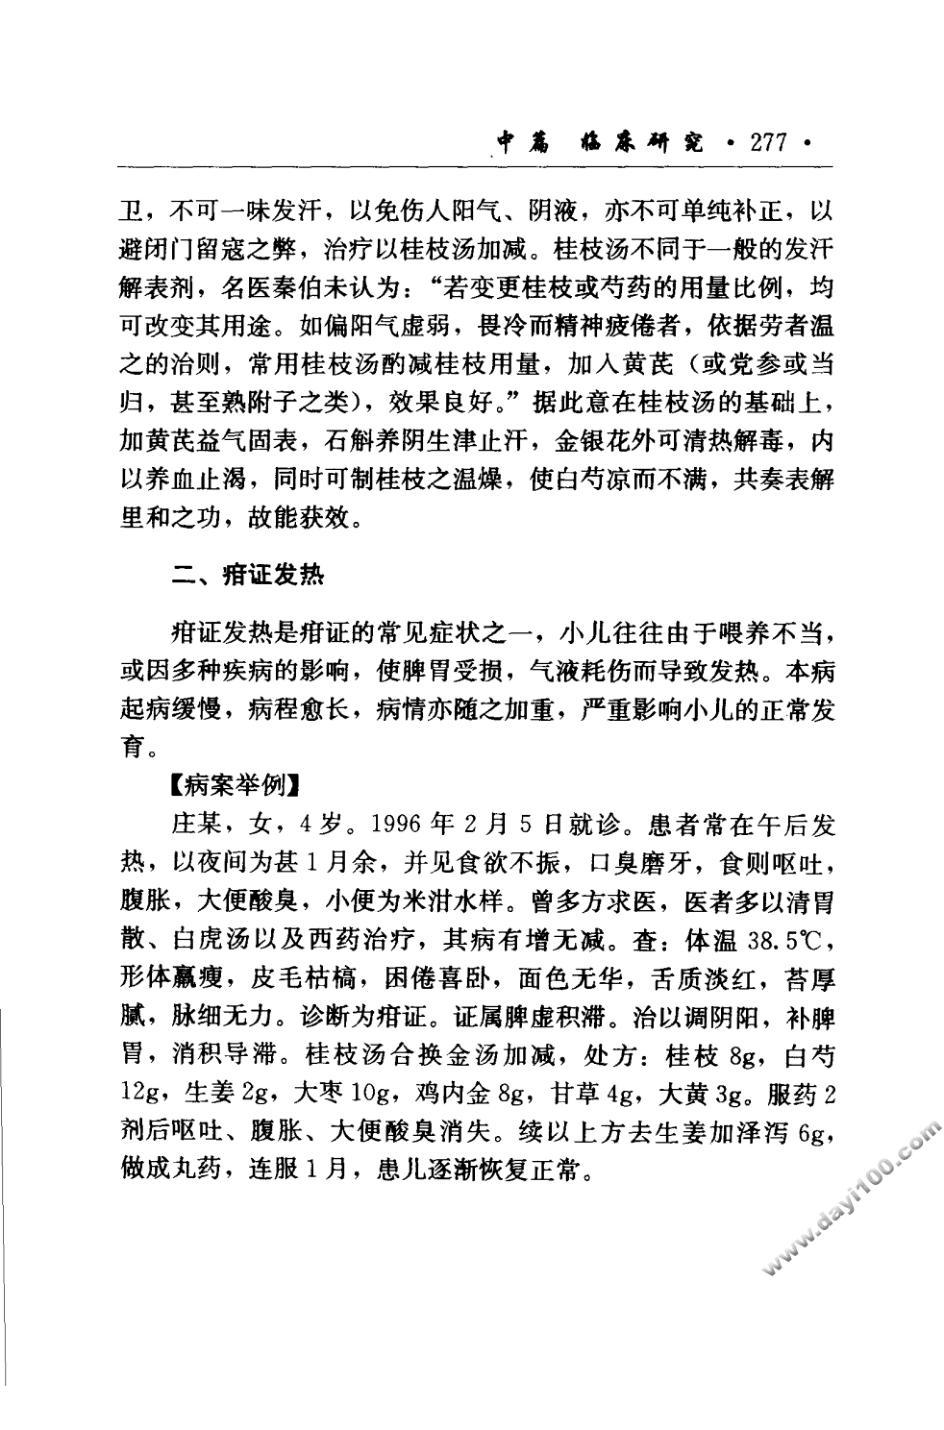 中篇　临床研究 · 277 ·
卫，不可一味发汗，以免伤人阳气、阴液，亦不可单纯补正，以
避闭门留寇之弊，治疗以桂枝汤加减。桂枝汤不同于一般的发汗
解表剂，名医秦伯未认为：“若变更桂枝或芍药的用量比例，均
可改变其用途。如偏阳气虚弱，畏冷而精神疲倦者，依据劳者温
之的治则，常用桂枝汤酌减桂枝用量，加入黄芪（或党参或当
归，甚至熟附子之类），效果良好。”据此意在桂枝汤的基础上，
加黄芪益气固表，石斛养阴生津止汗，金银花外可清热解毒，内
以养血止渴，同时可制桂枝之温燥，使白芍凉而不满，共奏表解
里和之功，故能获效。
二、疳证发热
疳证发热是疳证的常见症状之一，小儿往往由于喂养不当，
或因多种疾病的影响，使脾胃受损，气液耗伤而导致发热。本病
起病缓慢，病程愈长，病情亦随之加重，严重影响小儿的正常发
育。
【病案举例】
庄某，女，4岁。1996年2月5日就诊。患者常在午后发
热，以夜间为甚1月余，并见食欲不振，口臭磨牙，食则呕吐，
腹胀，大便酸臭，小便为米泔水样。曾多方求医，医者多以清胃
散、白虎汤以及西药治疗，其病有增无减。查：体温38.5℃，
形体羸瘦，皮毛枯槁，困倦喜卧，面色无华，舌质淡红，苔厚
腻，脉细无力。诊断为疳证。证属脾虚积滞。治以调阴阳，补脾
胃，消积导滞。桂枝汤合换金汤加减，处方：桂枝8g，白芍
12g，生姜2g，大枣10g，鸡内金8g，甘草4g，大黄3g。服药2
剂后呕吐、腹胀、大便酸臭消失。续以上方去生姜加泽泻6g，
做成丸药，连服1月，患儿逐渐恢复正常。
www.dayi100.com